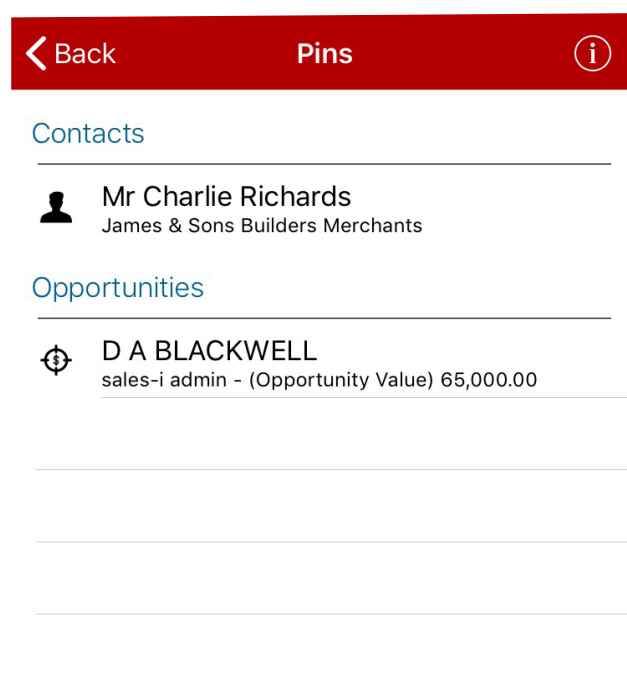 Back Pins i
Contacts
Mr Charlie Richards
James & Sons Builders Merchants
Opportunities
$ D A BLACKWELL
sales-i admin - (Opportunity Value) 65,000.00